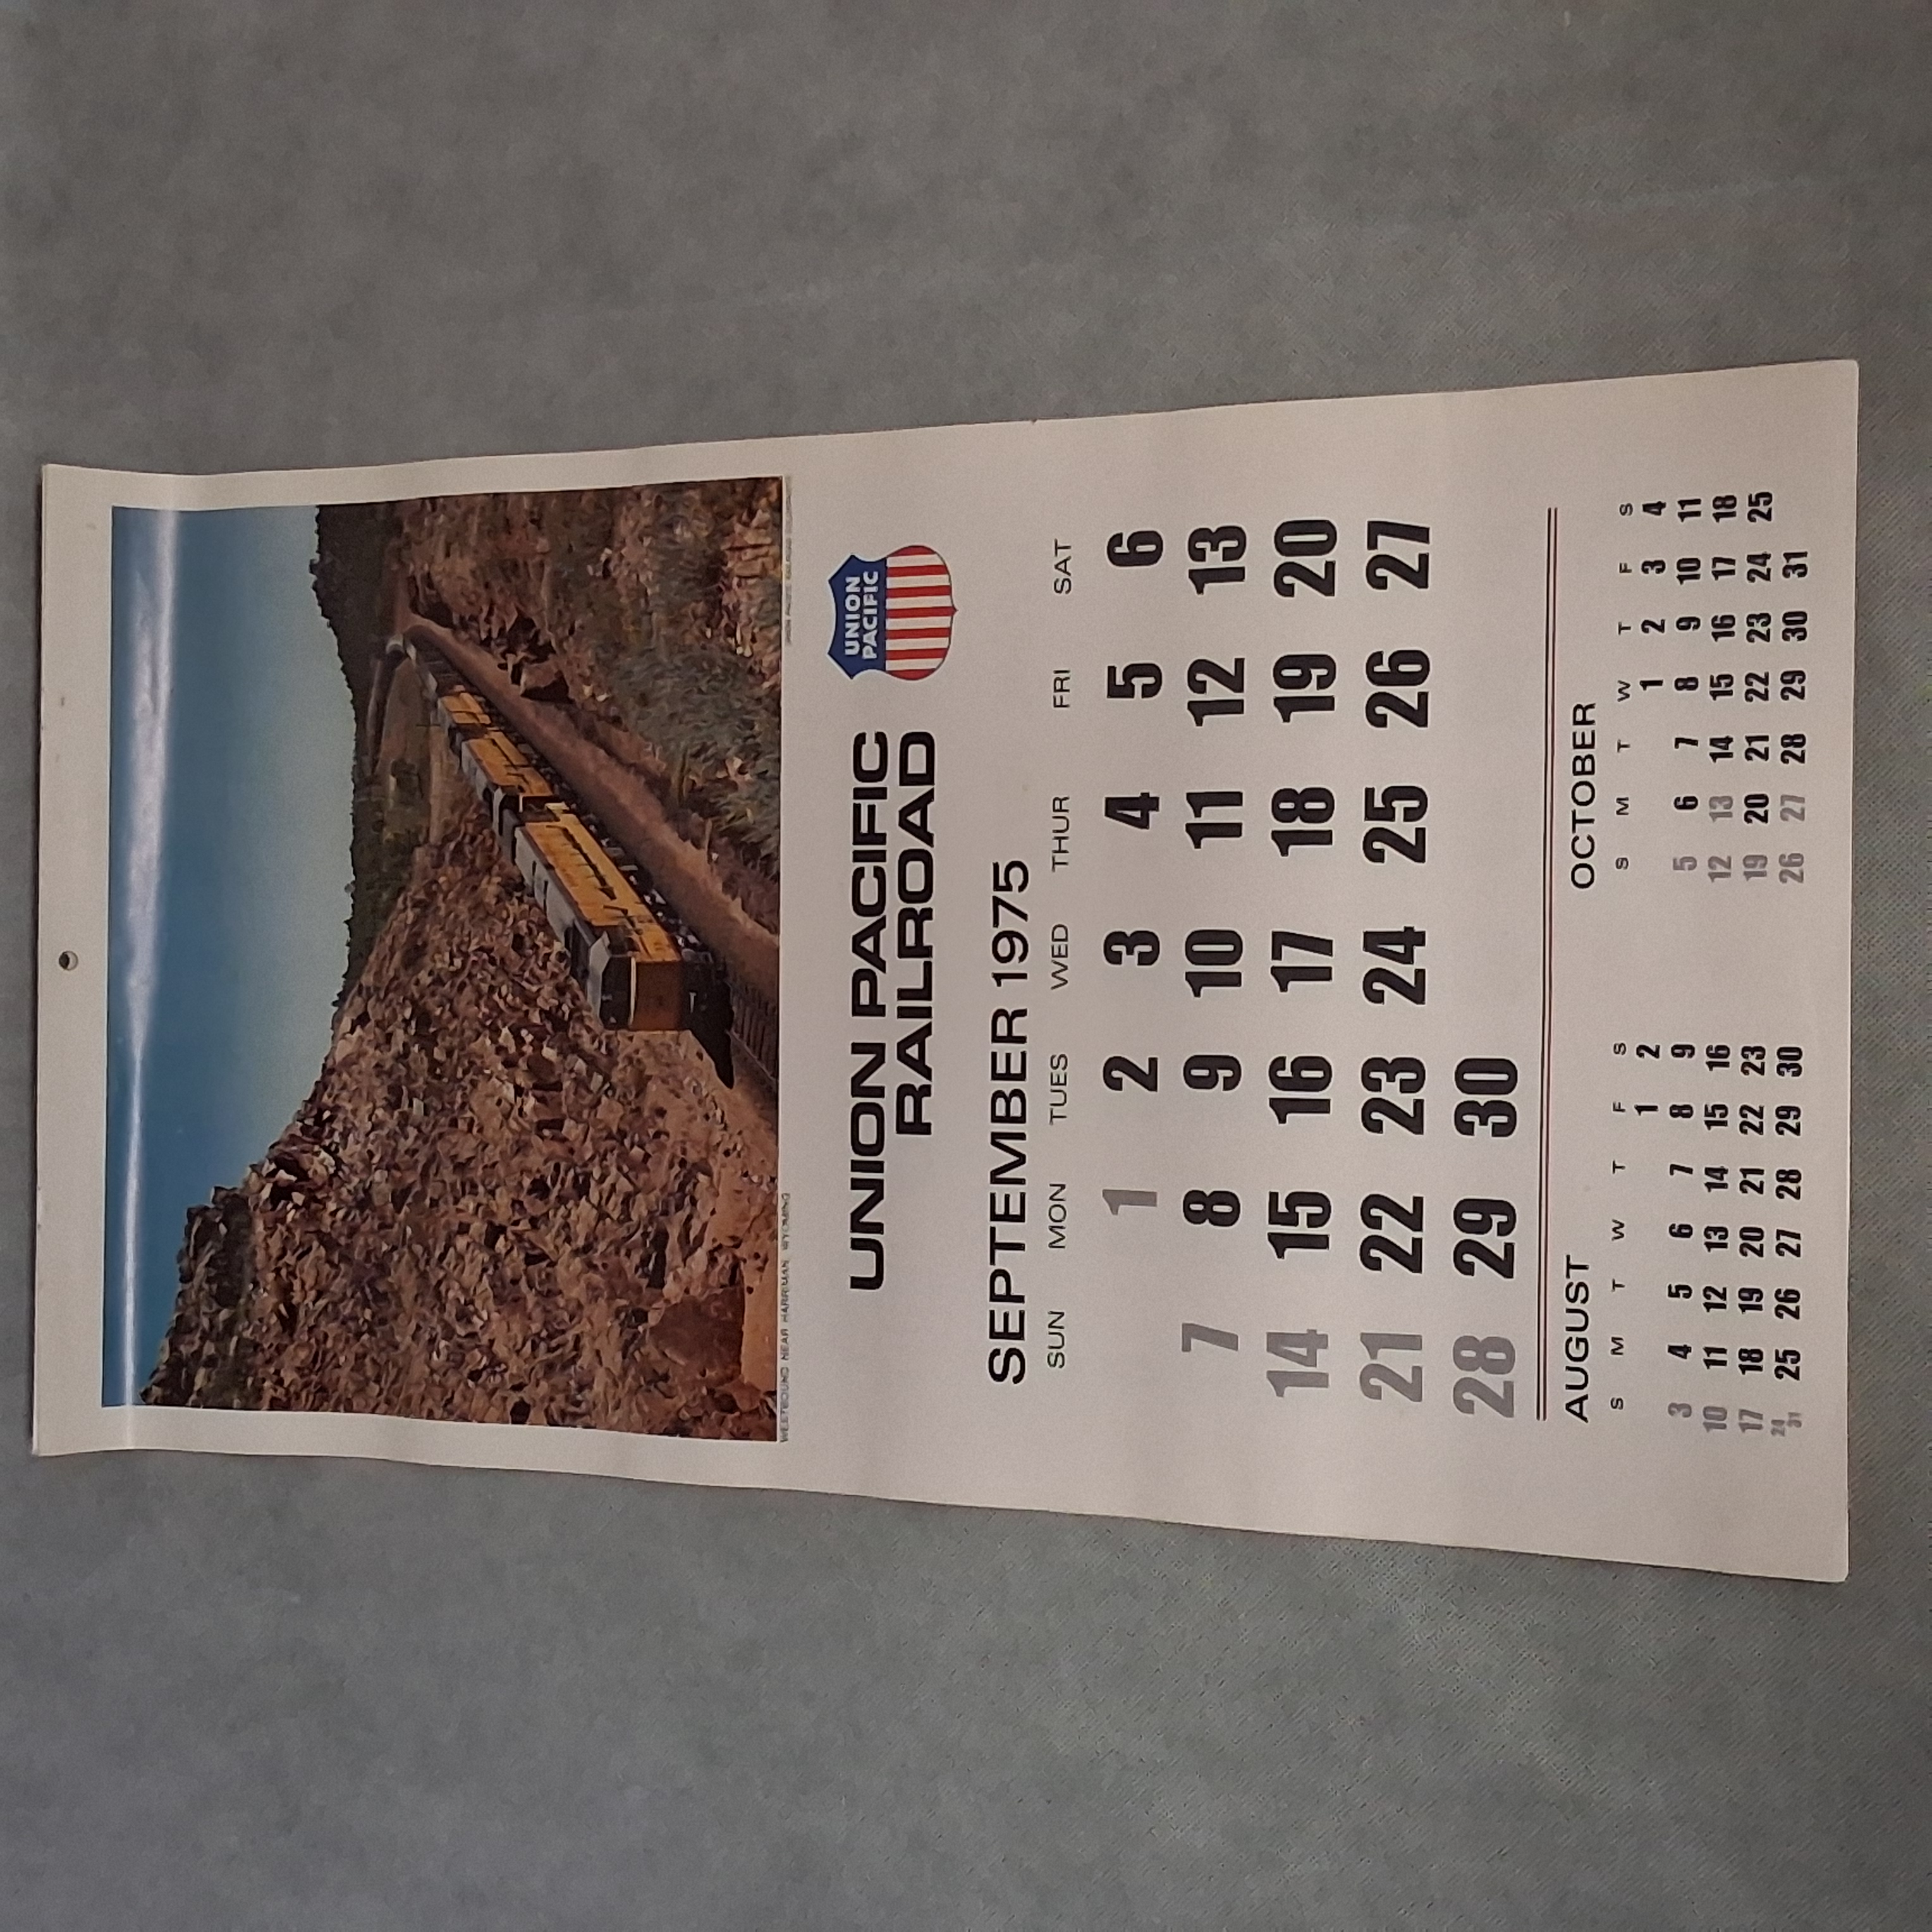 WESTBOUND NEAR HARRIMAN, WYOMING
UNION PACIFIC
RAILROAD
UNION
PACIFIC
SEPTEMBER 1975
SUN MON TUES WED THUR FRI SAT
1 2 3 4 5 6
7 8 9 10 11 12 13
14 15 16 17 18 19 20
21 22 23 24 25 26 27
28 29 30
AUGUST
S M T W T F S
1 2
3 4 5 6 7 8 9
10 11 12 13 14 15 16
17 18 19 20 21 22 23
24 25 26 27 28 29 30
31
OCTOBER
S M T W T F S
1 2 3 4
5 6 7 8 9 10 11
12 13 14 15 16 17 18
19 20 21 22 23 24 25
26 27 28 29 30 31